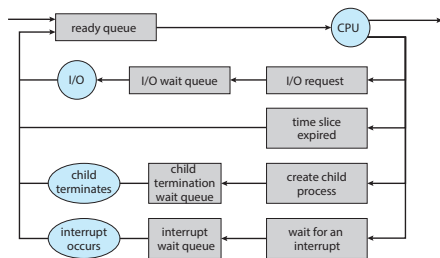 ready queue
CPU
I/O
I/O wait queue
I/O request
time slice
expired
child
terminates
child
termination
wait queue
create child
process
interrupt
occurs
interrupt
wait queue
wait for an
interrupt